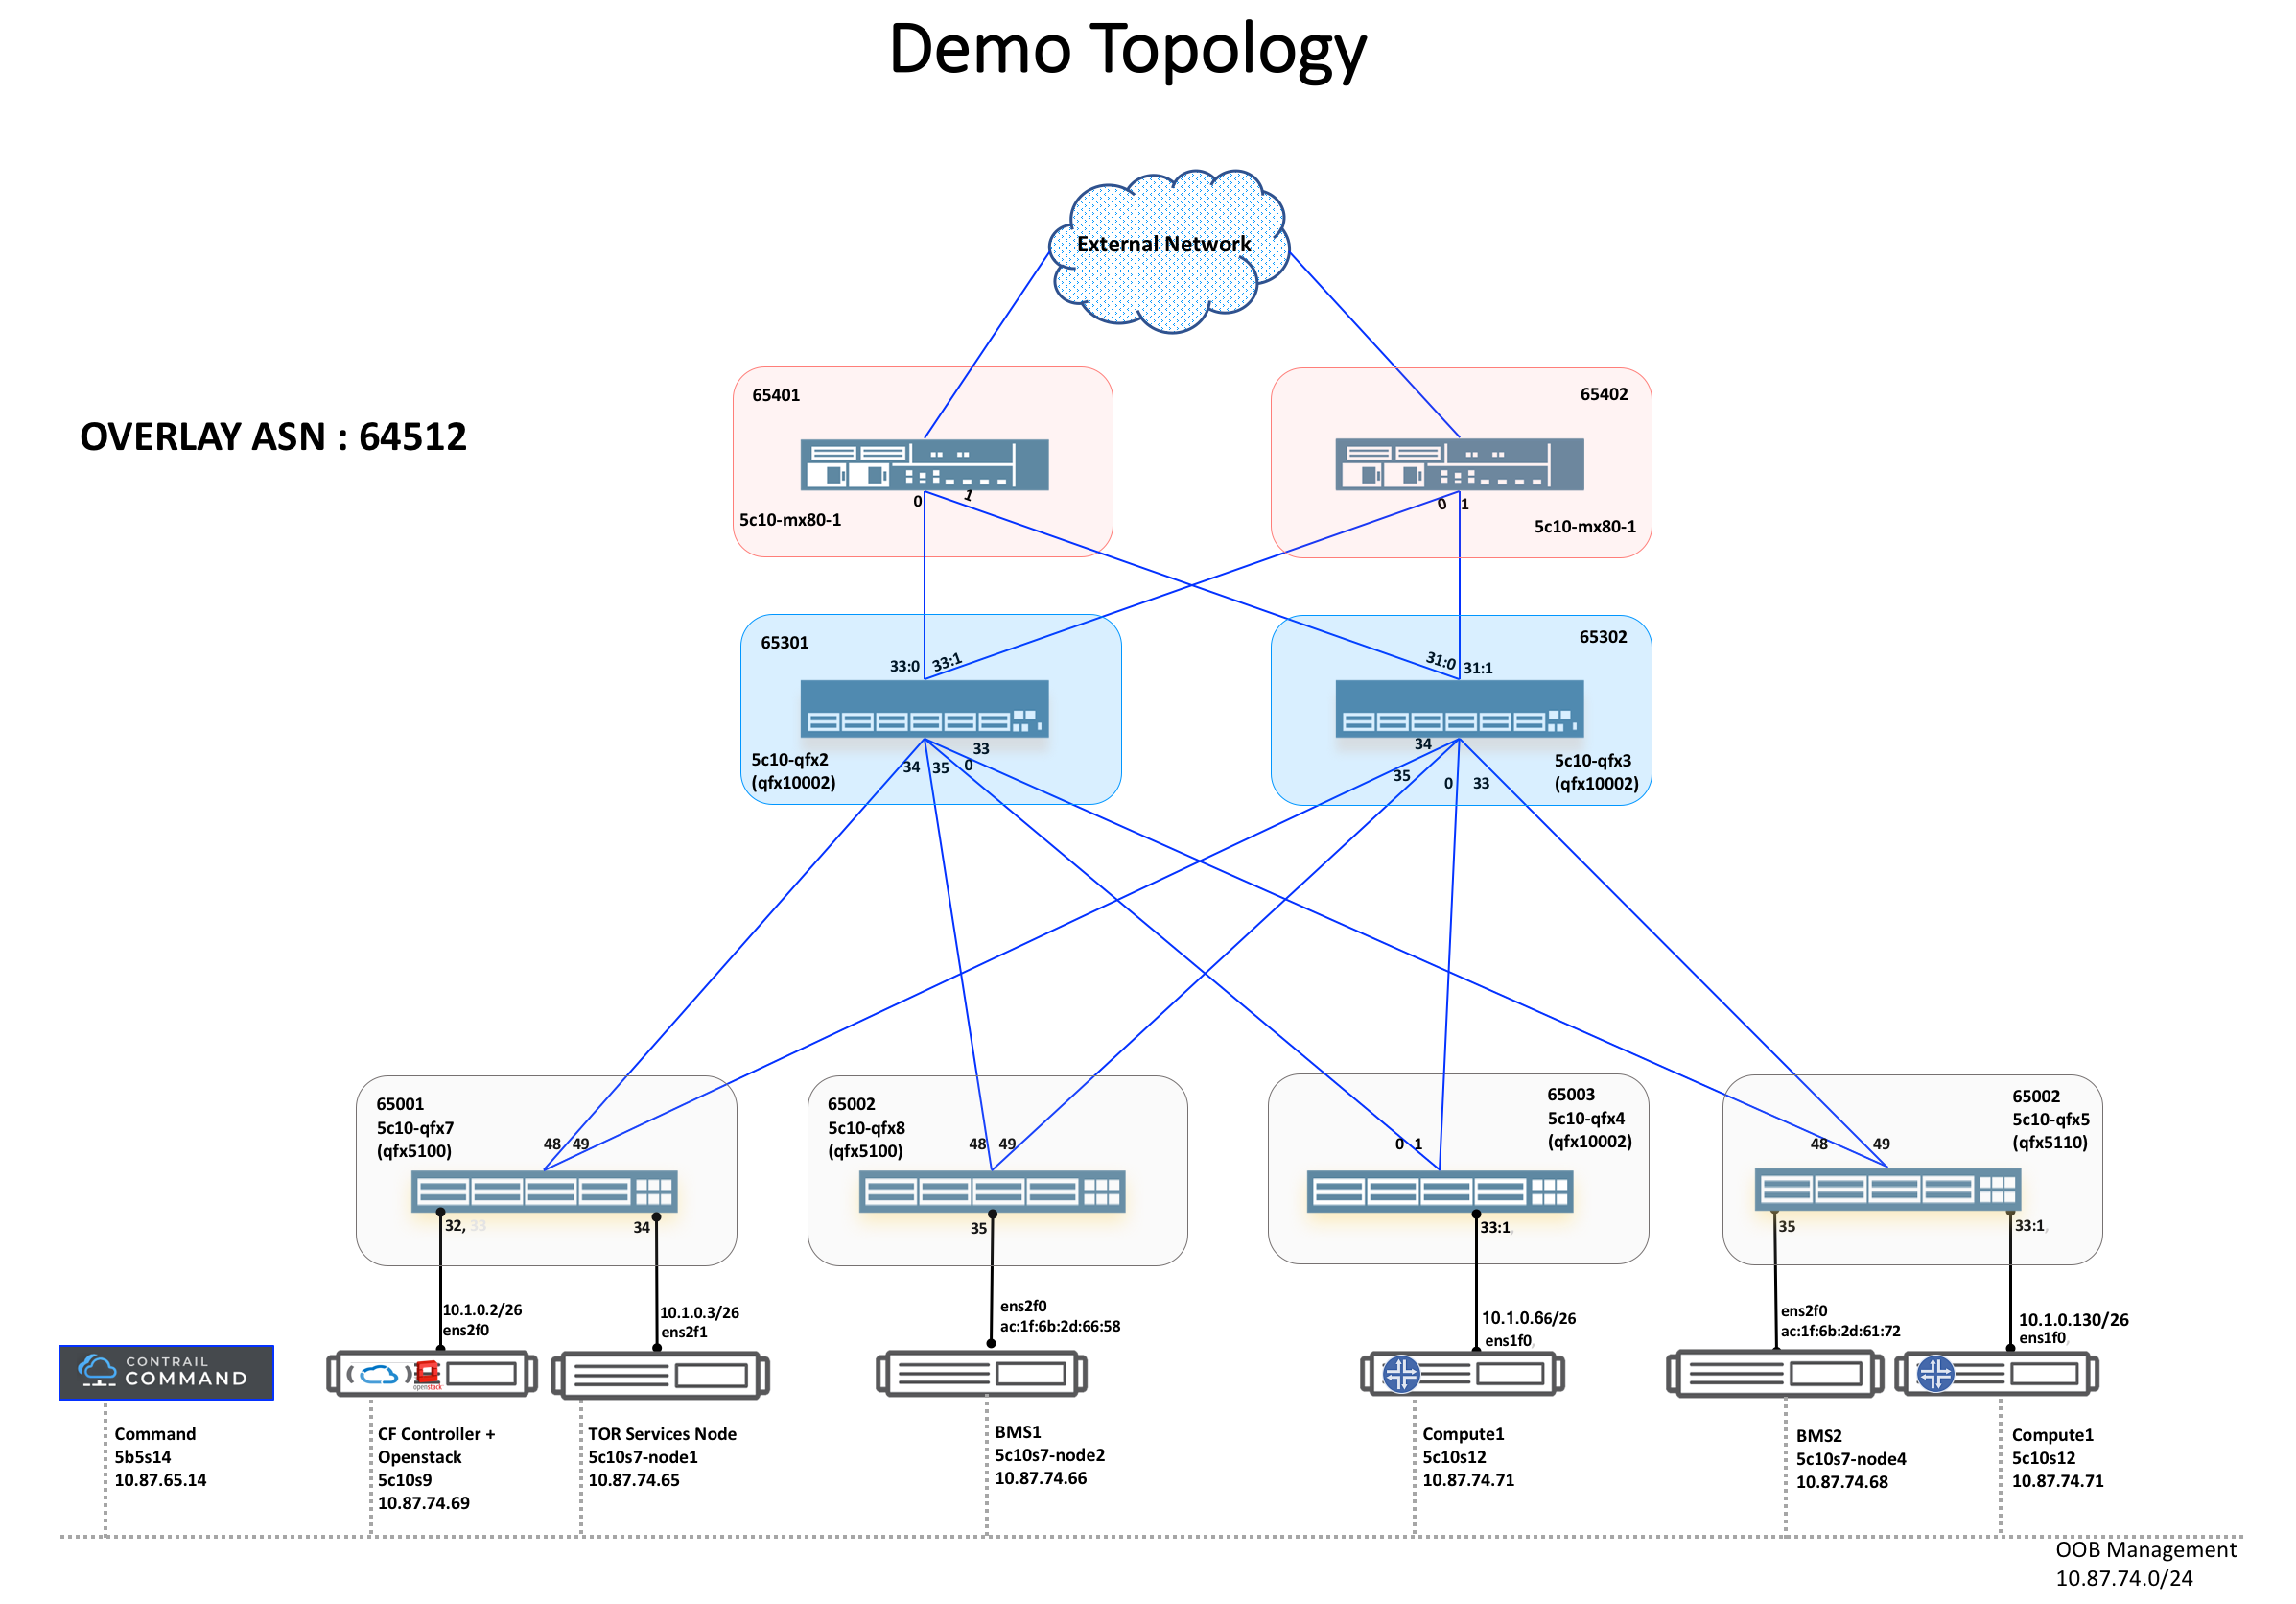 Demo Topology
External Network
OVERLAY ASN : 64512
65401
0
1
5c10-mx80-1
65402
0
1
5c10-mx80-1
65301
33:0
33:1
33
34
35
0
5c10-qfx2
(qfx10002)
65302
31:0
31:1
34
35
0
33
5c10-qfx3
(qfx10002)
65001
5c10-qfx7
(qfx5100)
48
49
32, 33
34
65002
5c10-qfx8
(qfx5100)
48
49
35
65003
5c10-qfx4
(qfx10002)
0
1
33:1,
65002
5c10-qfx5
(qfx5110)
48
49
35
33:1,
10.1.0.2/26
ens2f0
10.1.0.3/26
ens2f1
ens2f0
ac:1f:6b:2d:66:58
10.1.0.66/26
ens1f0,
ens2f0
ac:1f:6b:2d:61:72
10.1.0.130/26
ens1f0,
CONTRAIL
COMMAND
openstack
Command
5b5s14
10.87.65.14
CF Controller +
Openstack
5c10s9
10.87.74.69
TOR Services Node
5c10s7-node1
10.87.74.65
BMS1
5c10s7-node2
10.87.74.66
Compute1
5c10s12
10.87.74.71
BMS2
5c10s7-node4
10.87.74.68
Compute1
5c10s12
10.87.74.71
OOB Management
10.87.74.0/24